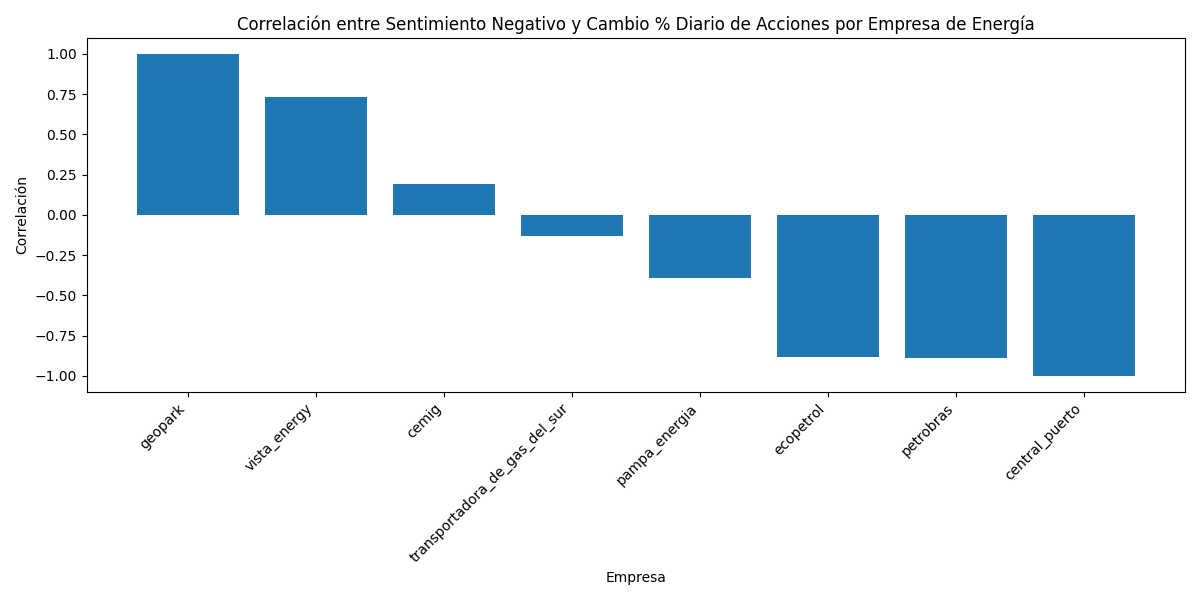 Correlación entre Sentimiento Negativo y Cambio % Diario de Acciones por Empresa de Energía
Correlación
1.00
0.75
0.50
0.25
0.00
−0.25
−0.50
−0.75
−1.00
geopark
vista_energy
cemig
transportadora_de_gas_del_sur
pampa_energia
ecopetrol
petrobras
central_puerto
Empresa